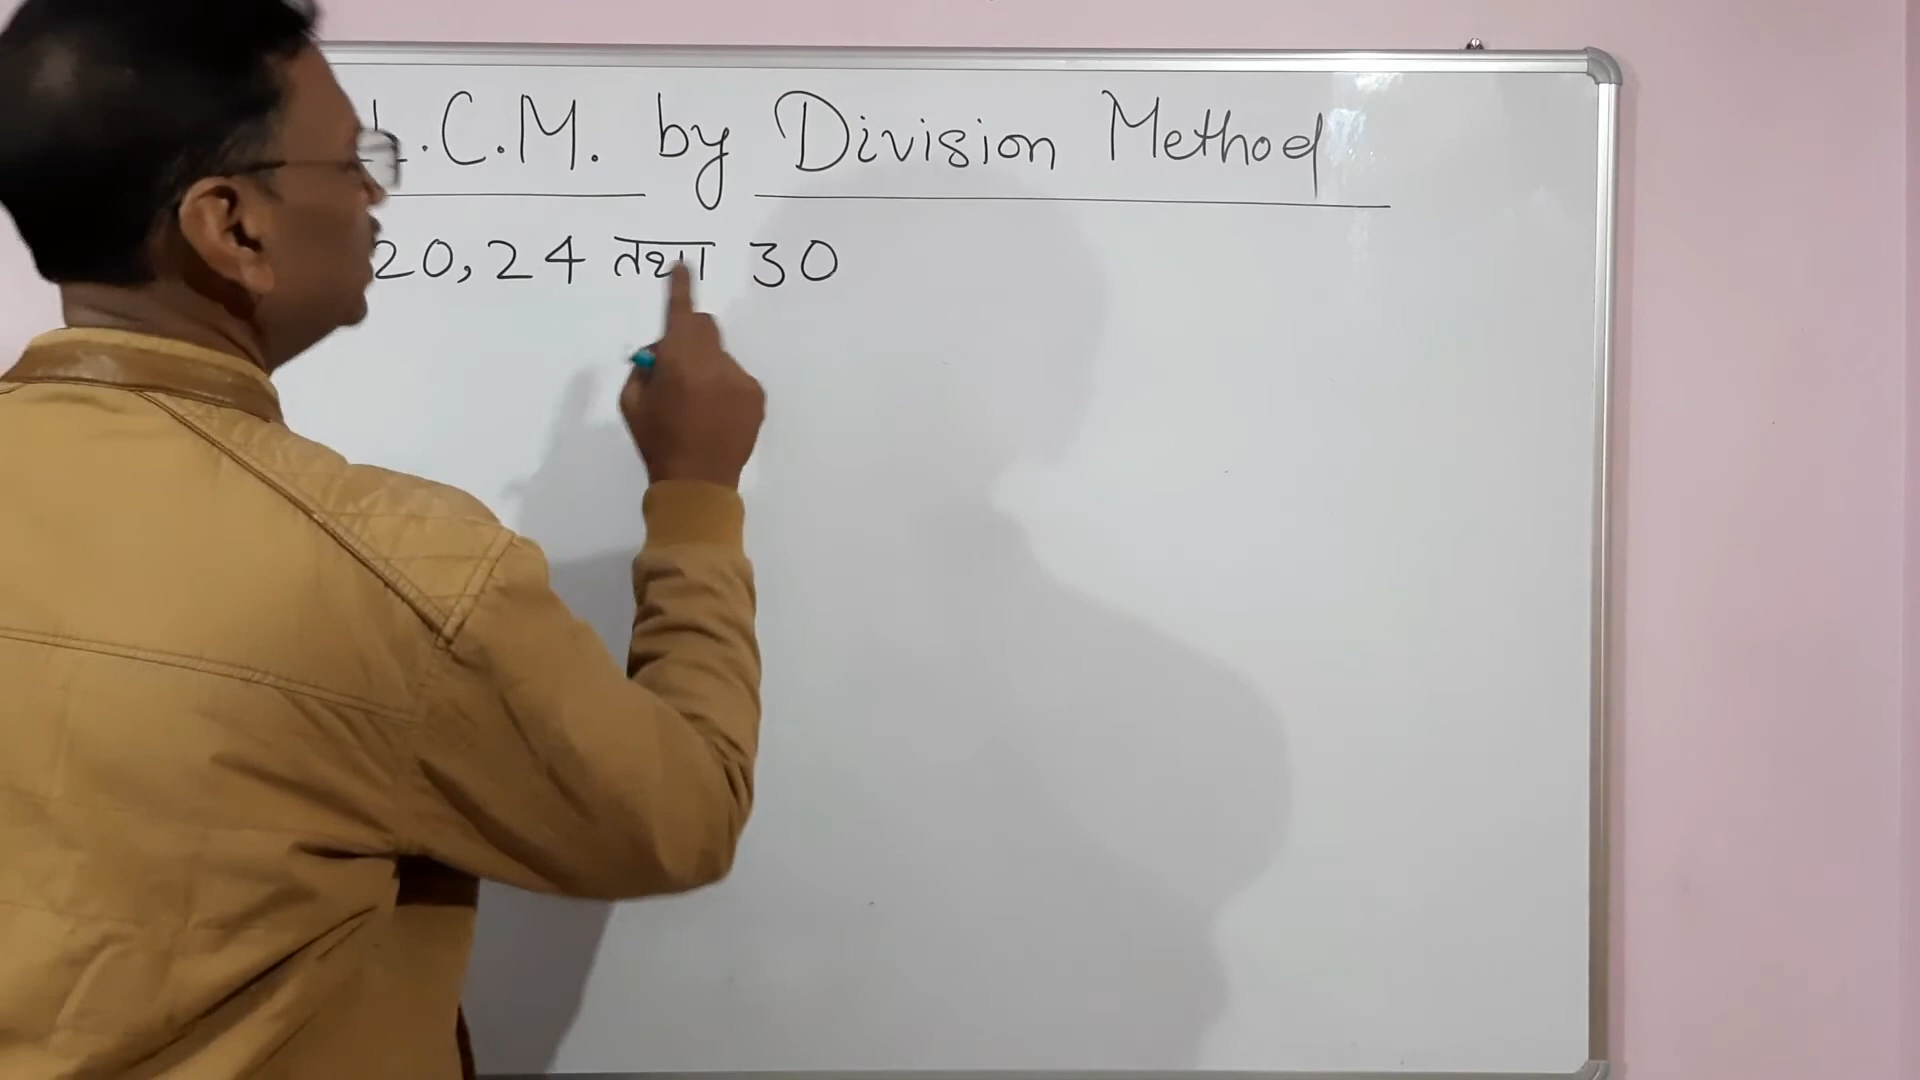 .C.M. by Division Method
20, 24 तथा 30